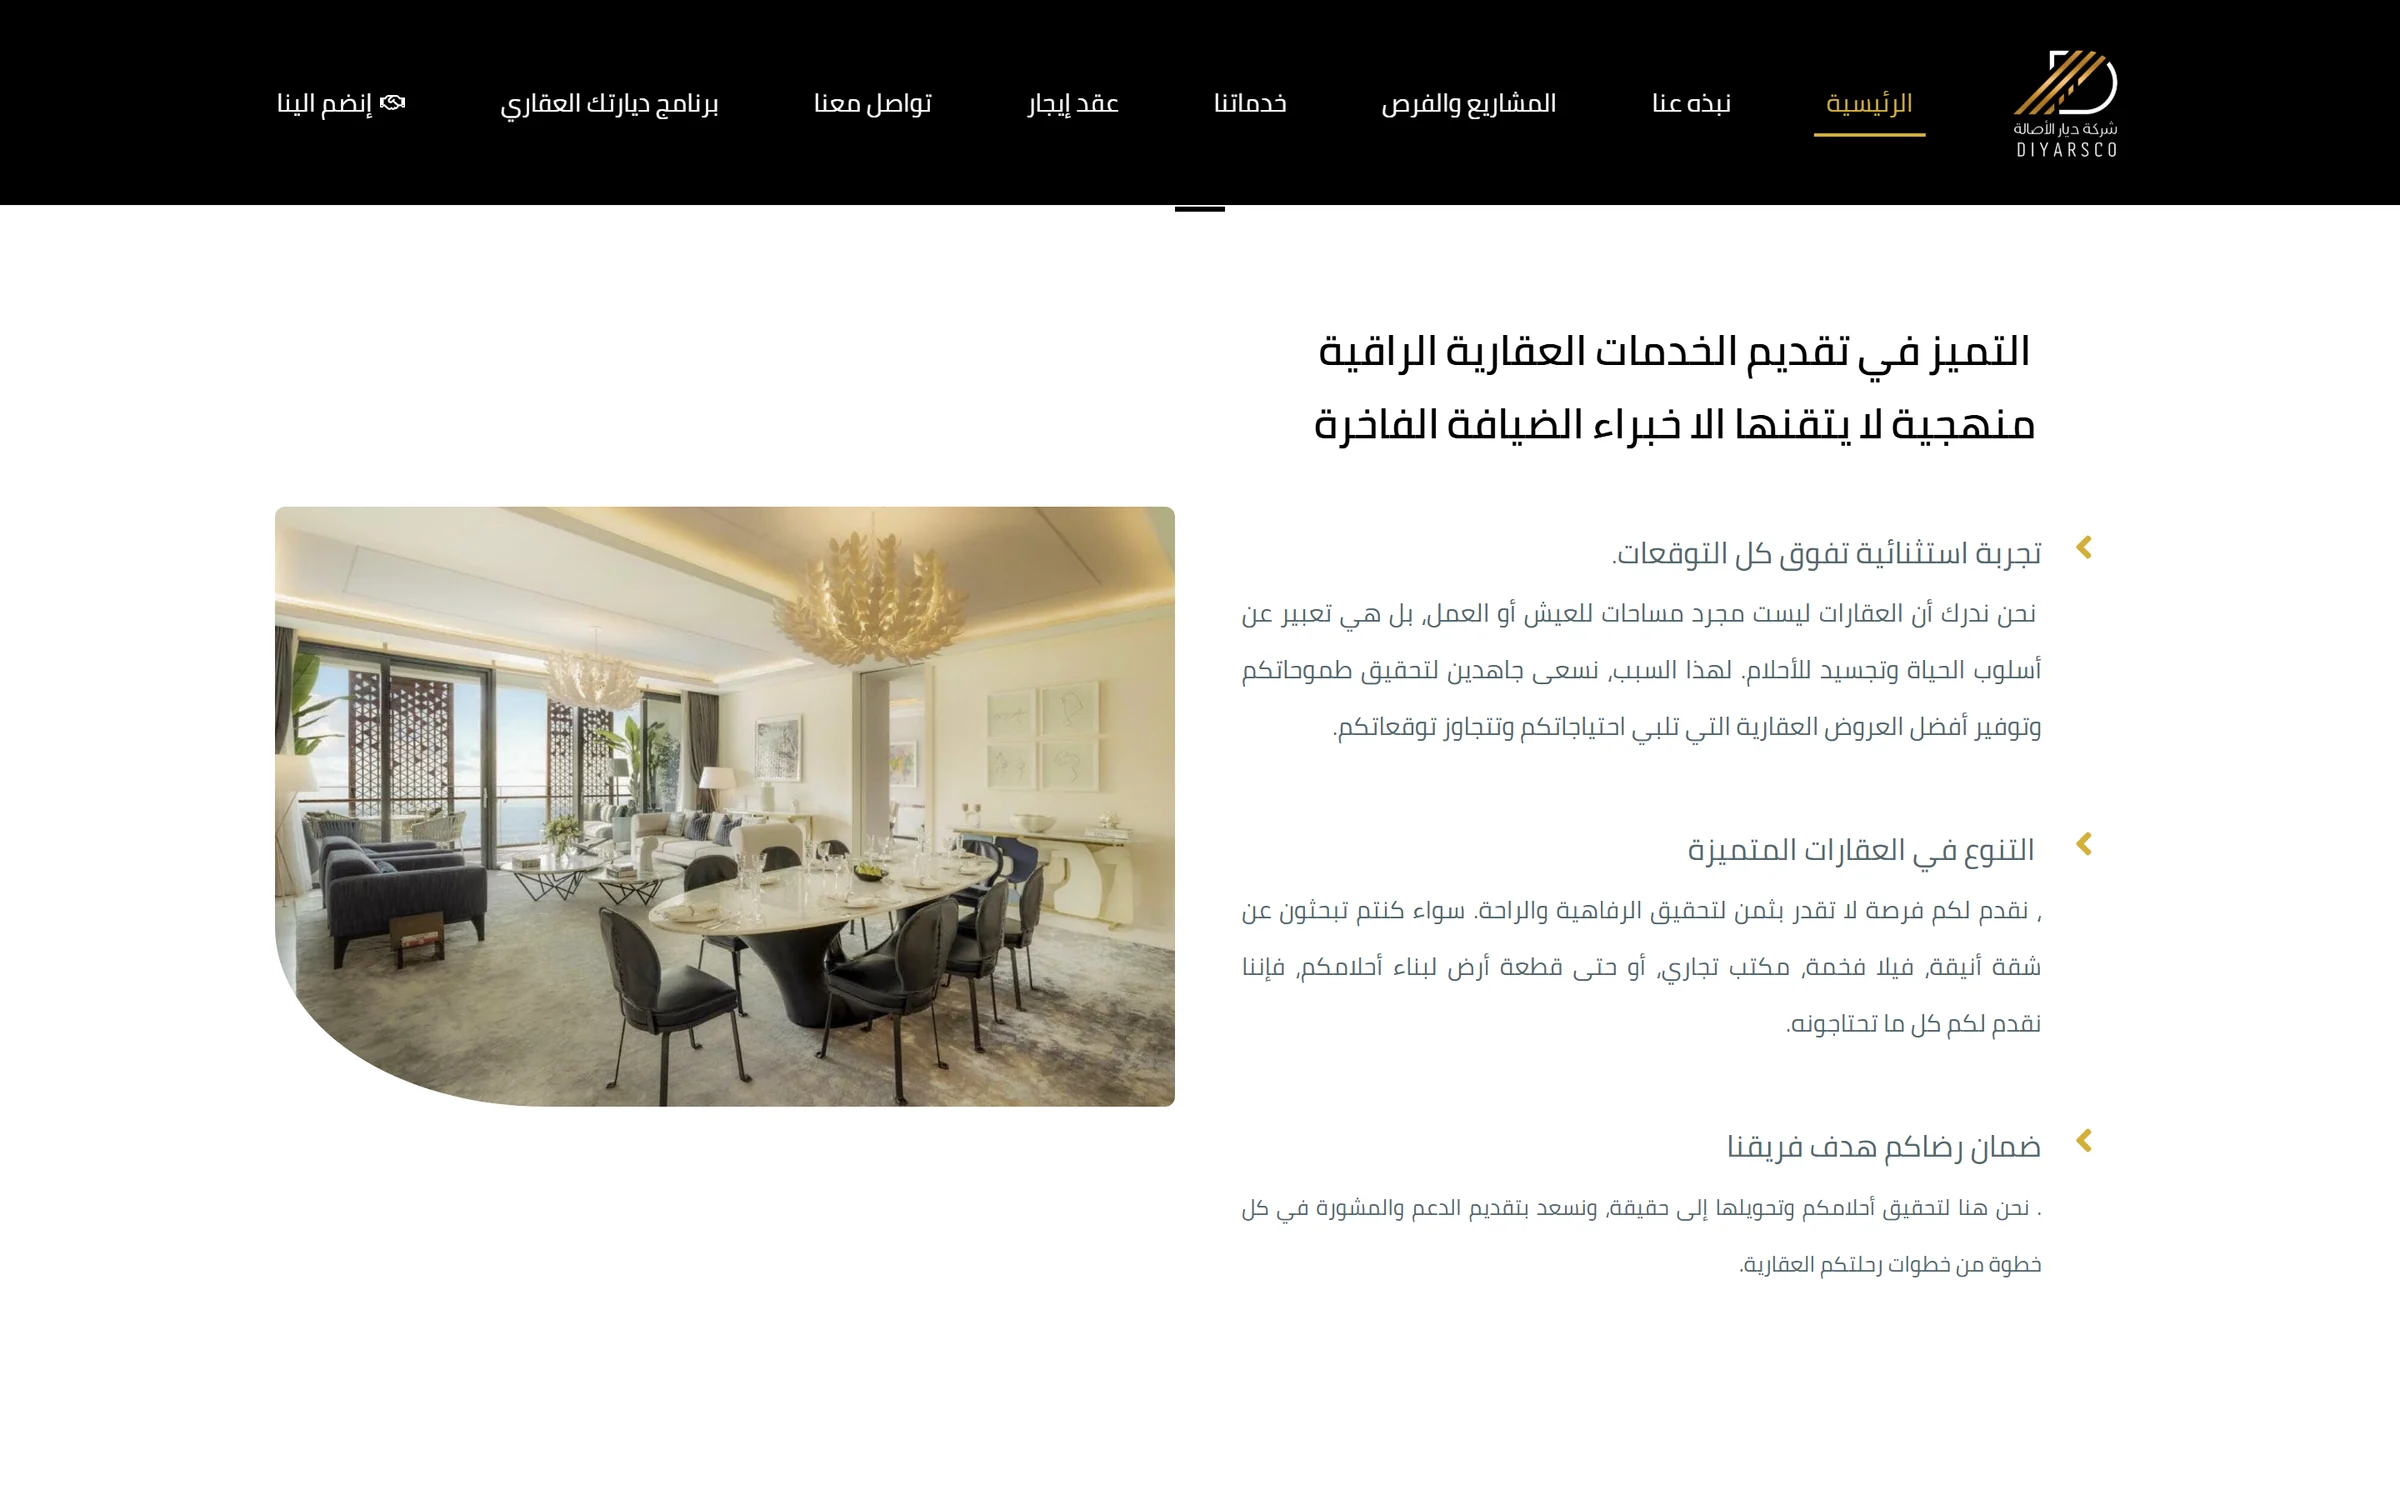 شركة ديار الأصالة
DIYARSCO
الرئيسية
نبذه عنا
المشاريع والفرص
خدماتنا
عقد إيجار
تواصل معنا
برنامج ديارتك العقاري
إنضم الينا
التميز في تقديم الخدمات العقارية الراقية
منهجية لا يتقنها الا خبراء الضيافة الفاخرة
تجربة استثنائية تفوق كل التوقعات.
نحن ندرك أن العقارات ليست مجرد مساحات للعيش أو العمل، بل هي تعبير عن
أسلوب الحياة وتجسيد للأحلام. لهذا السبب، نسعى جاهدين لتحقيق طموحاتكم
وتوفير أفضل العروض العقارية التي تلبي احتياجاتكم وتتجاوز توقعاتكم.
التنوع في العقارات المتميزة
، نقدم لكم فرصة لا تقدر بثمن لتحقيق الرفاهية والراحة. سواء كنتم تبحثون عن
شقة أنيقة، فيلا فخمة، مكتب تجاري، أو حتى قطعة أرض لبناء أحلامكم، فإننا
نقدم لكم كل ما تحتاجونه.
ضمان رضاكم هدف فريقنا
. نحن هنا لتحقيق أحلامكم وتحويلها إلى حقيقة، ونسعد بتقديم الدعم والمشورة في كل
خطوة من خطوات رحلتكم العقارية.